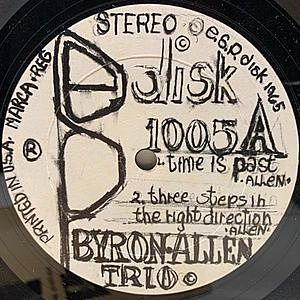 STEREO
© e.s.p. disk 1965
PRINTED IN U.S.A. MARCA · REG
®
ESP
disk
1005A
1. time is past
· ALLEN ·
2. three steps in
the right direction
· ALLEN ·
BYRON ALLEN
TRIO ©